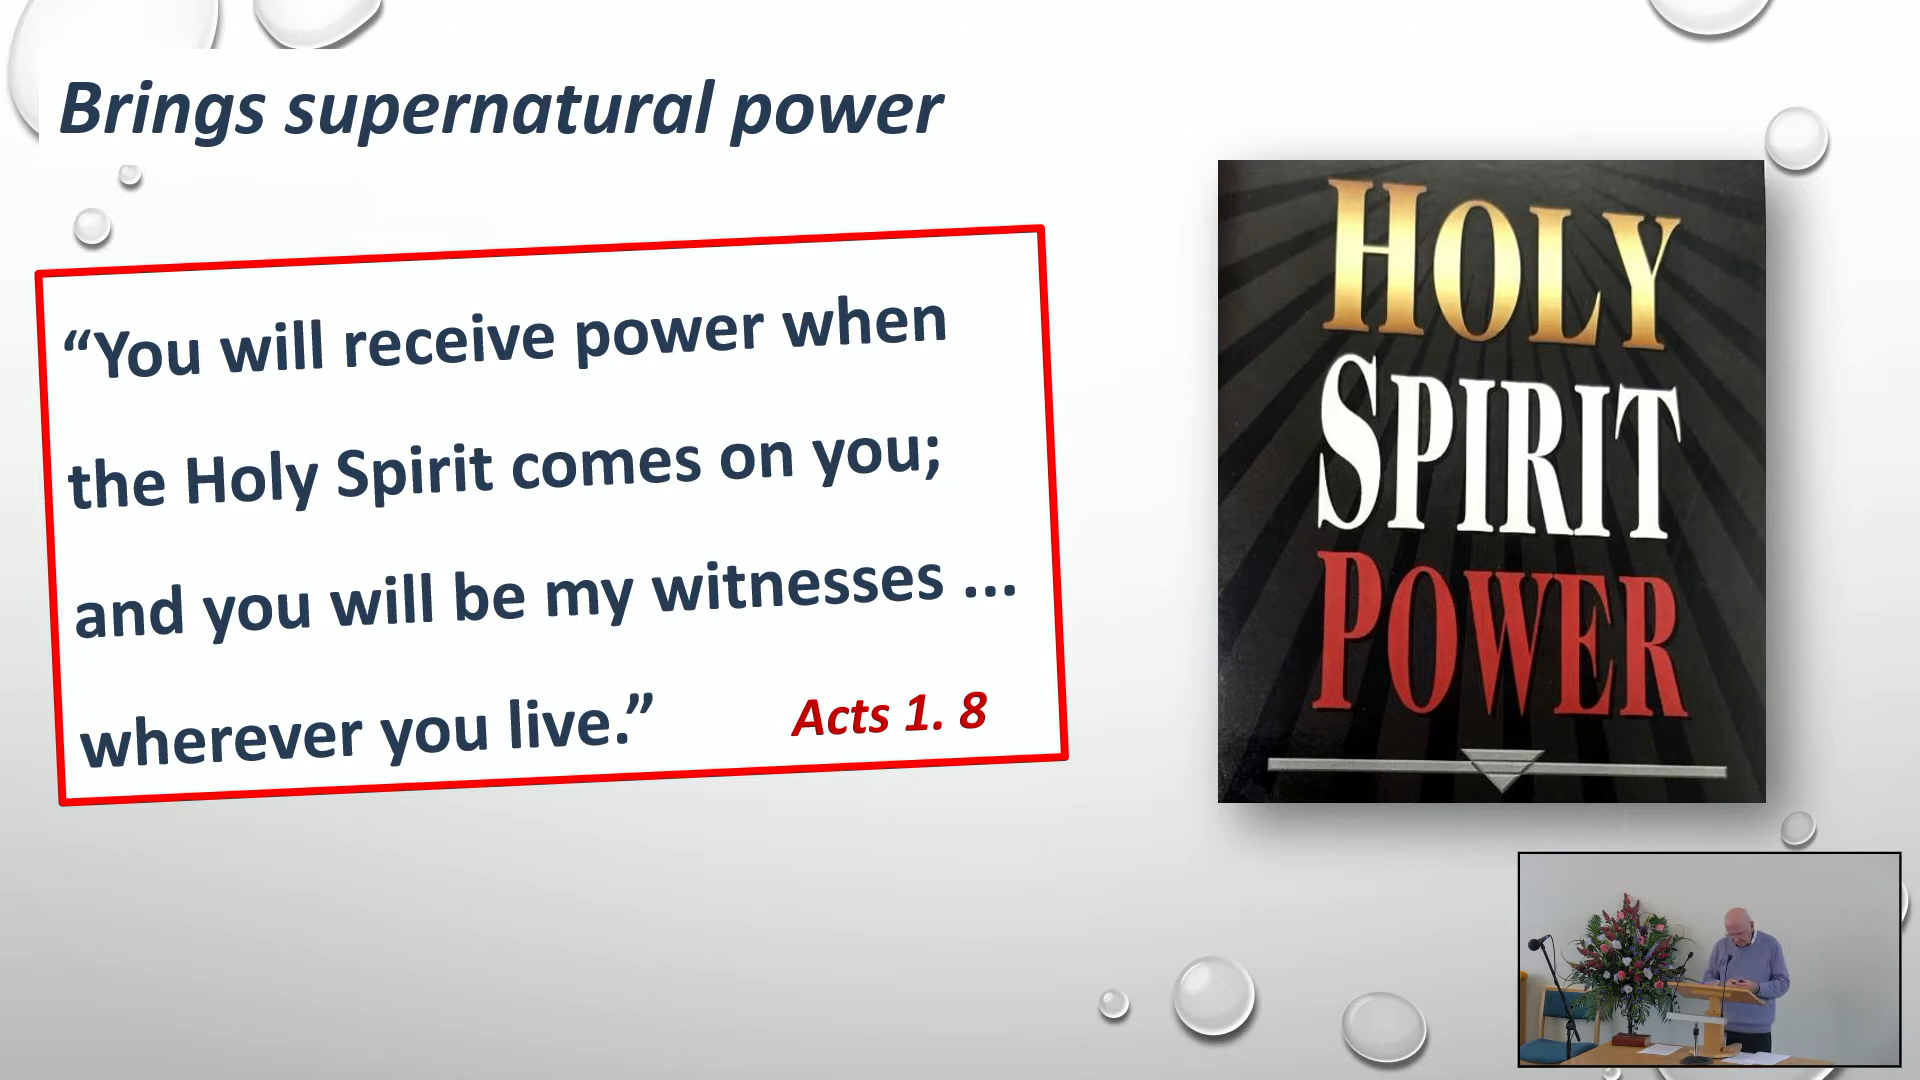 Brings supernatural power
“You will receive power when
the Holy Spirit comes on you;
and you will be my witnesses ...
wherever you live.” Acts 1. 8
HOLY
SPIRIT
POWER